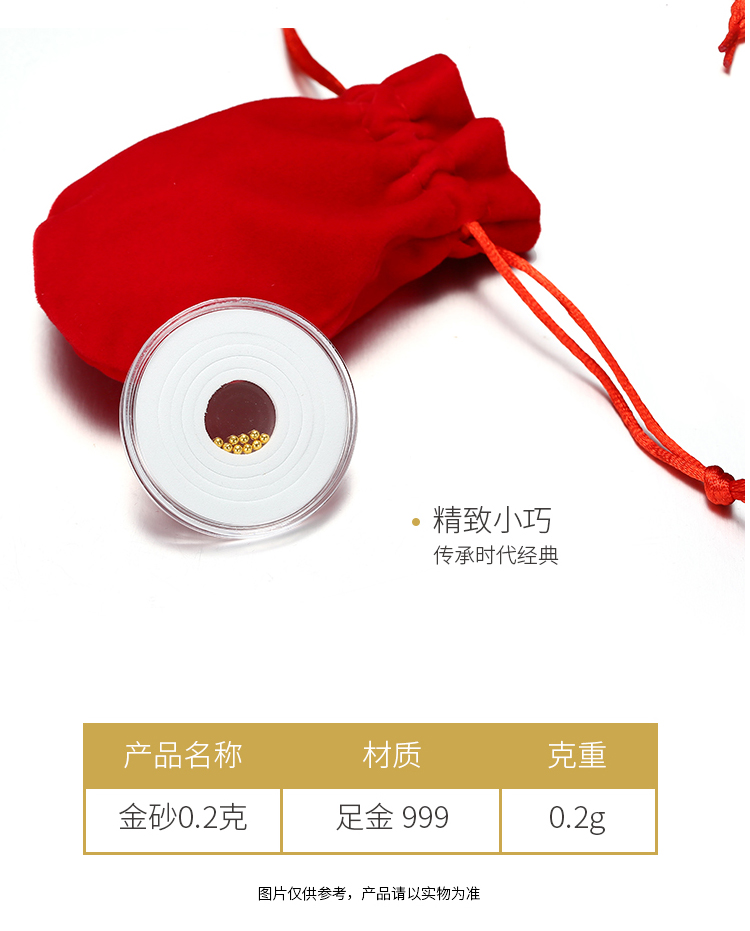 精致小巧
传承时代经典
产品名称 材质 克重
金砂0.2克 足金 999 0.2g
图片仅供参考，产品请以实物为准